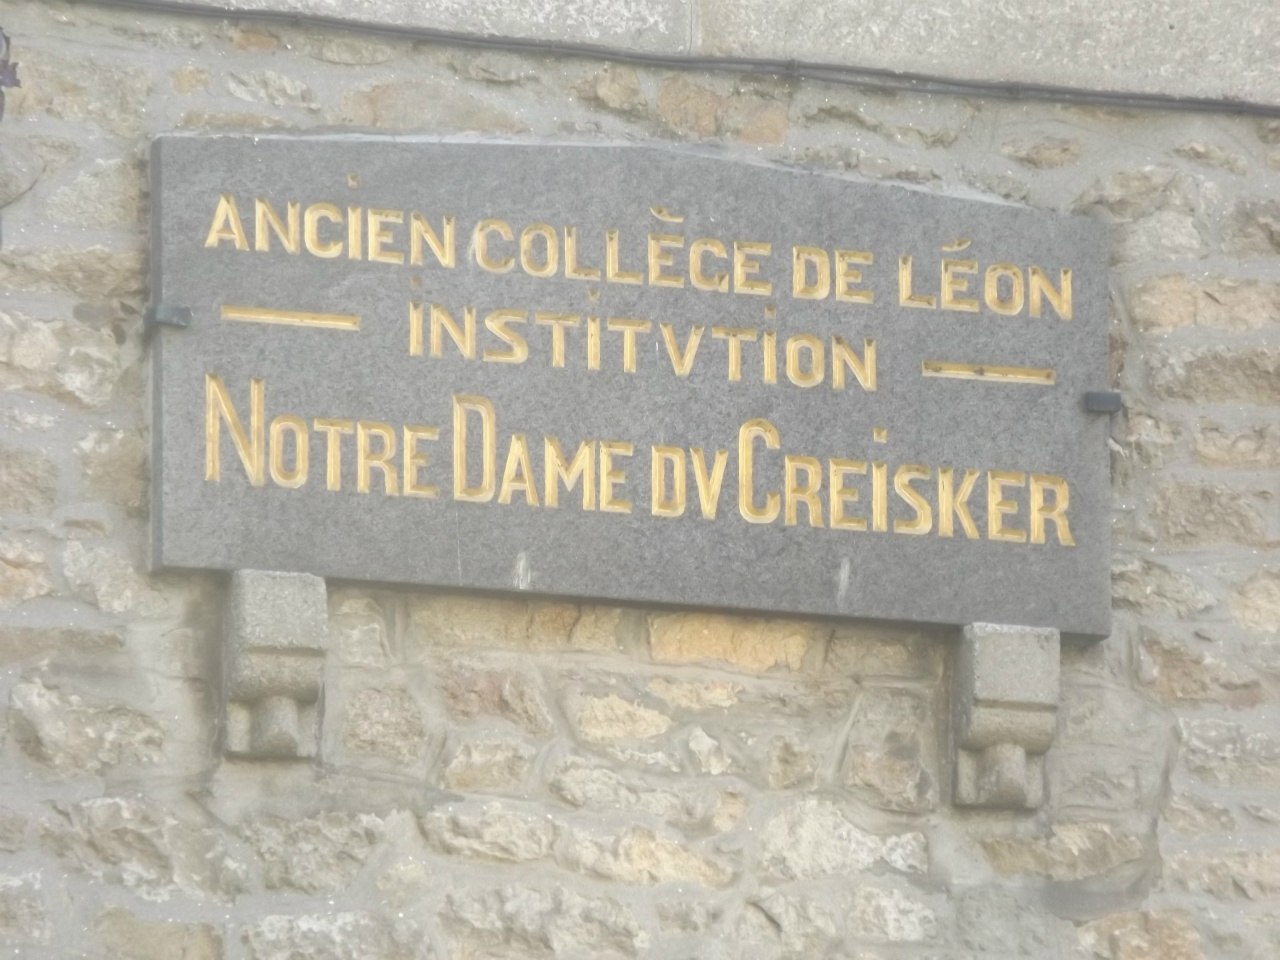 ANCIEN COLLÈGE DE LÉON
— INSTITVTION —
NOTRE DAME DV CREISKER